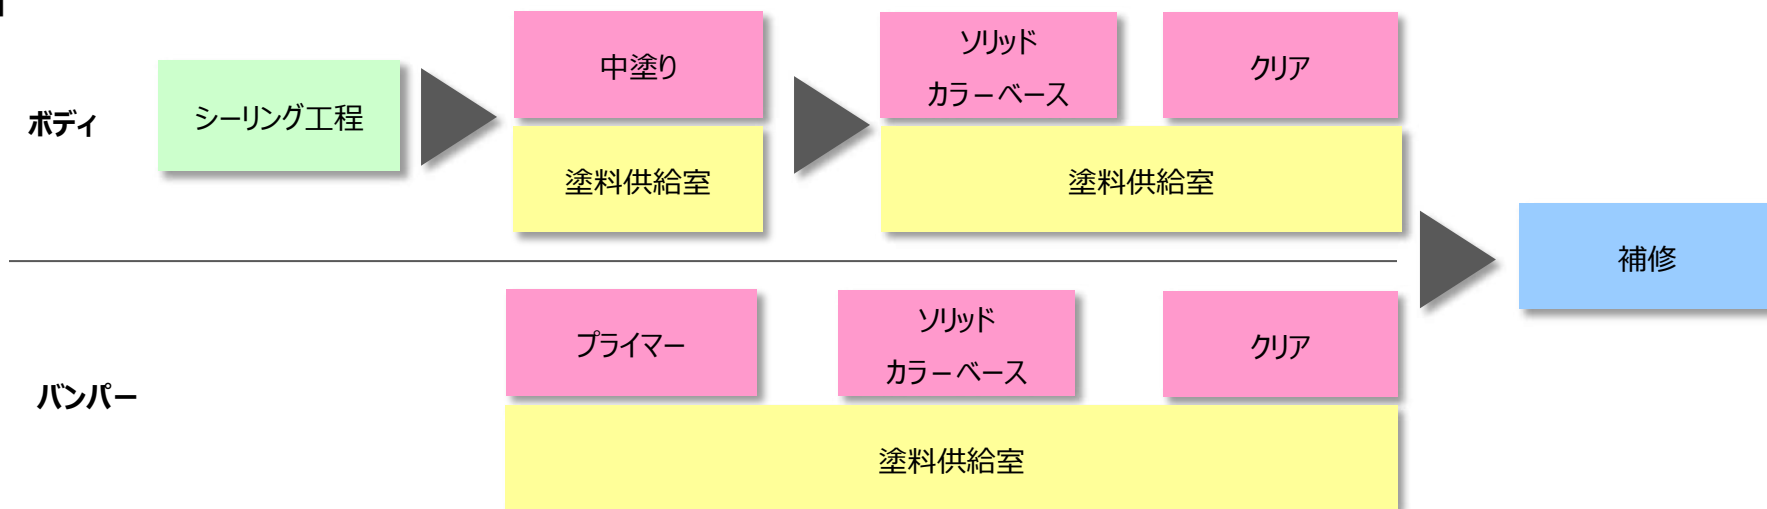 ボディ
シーリング工程
中塗り
塗料供給室
ソリッド
カラーベース
クリア
塗料供給室
補修
バンパー
プライマー
ソリッド
カラーベース
クリア
塗料供給室